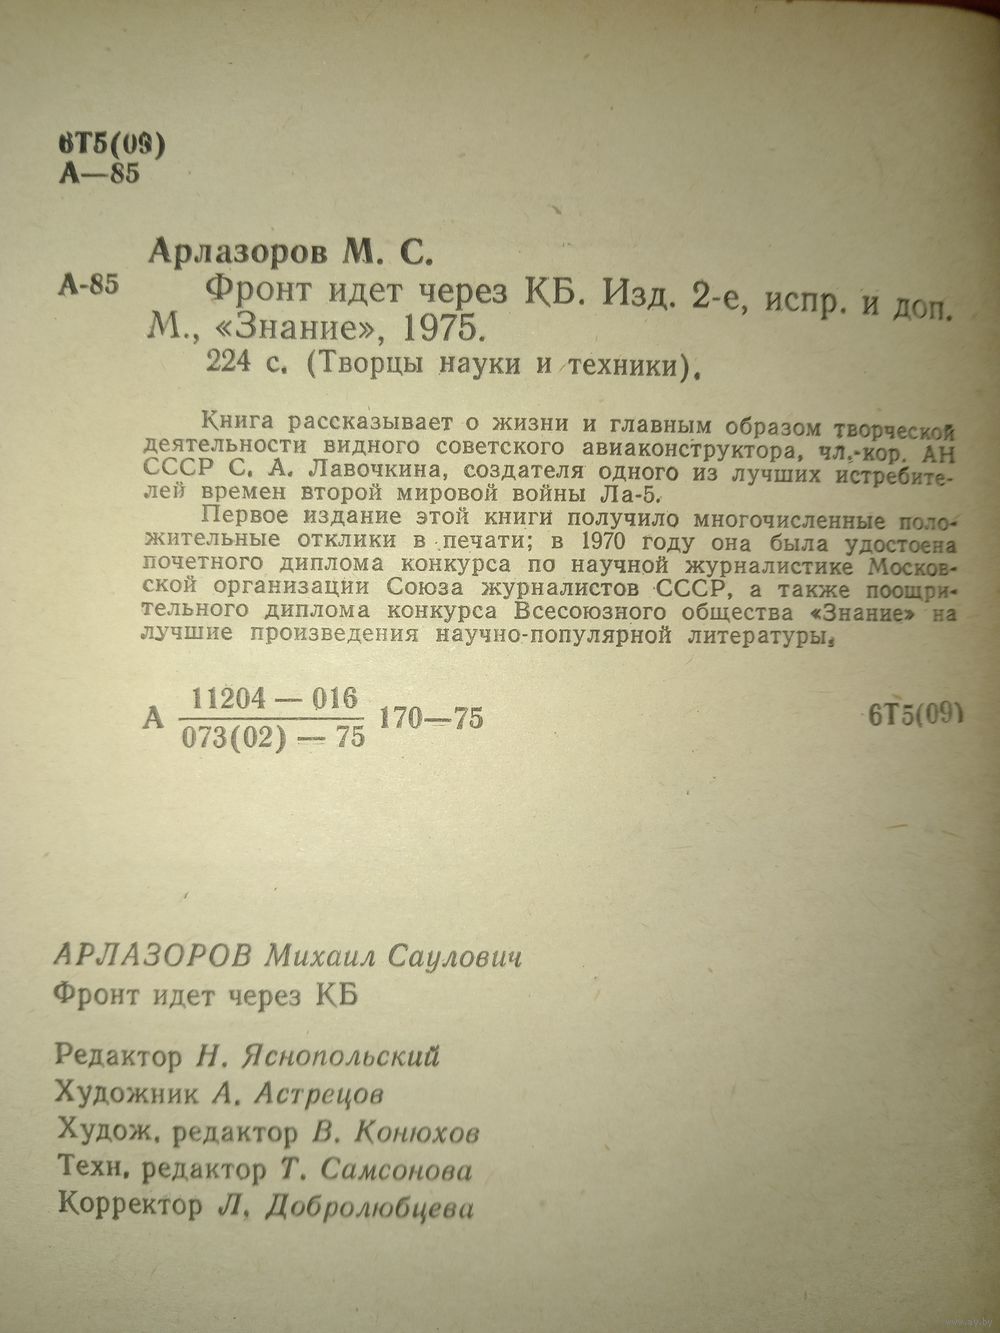 6Т5(09)
А—85
Арлазоров М. С.
А-85 Фронт идет через КБ. Изд. 2-е, испр. и доп.
М., «Знание», 1975.
224 с. (Творцы науки и техники).
Книга рассказывает о жизни и главным образом творческой
деятельности видного советского авиаконструктора, чл.-кор. АН
СССР С. А. Лавочкина, создателя одного из лучших истребите-
лей времен второй мировой войны Ла-5.
Первое издание этой книги получило многочисленные поло-
жительные отклики в печати; в 1970 году она была удостоена
почетного диплома конкурса по научной журналистике Москов-
ской организации Союза журналистов СССР, а также поощри-
тельного диплома конкурса Всесоюзного общества «Знание» на
лучшие произведения научно-популярной литературы.
11204 — 016
А 170—75 6Т5(09)
073(02) — 75
АРЛАЗОРОВ Михаил Саулович
Фронт идет через КБ
Редактор Н. Яснопольский
Художник А. Астрецов
Худож. редактор В. Конюхов
Техн. редактор Т. Самсонова
Корректор Л. Добролюбцева
www.ay.by